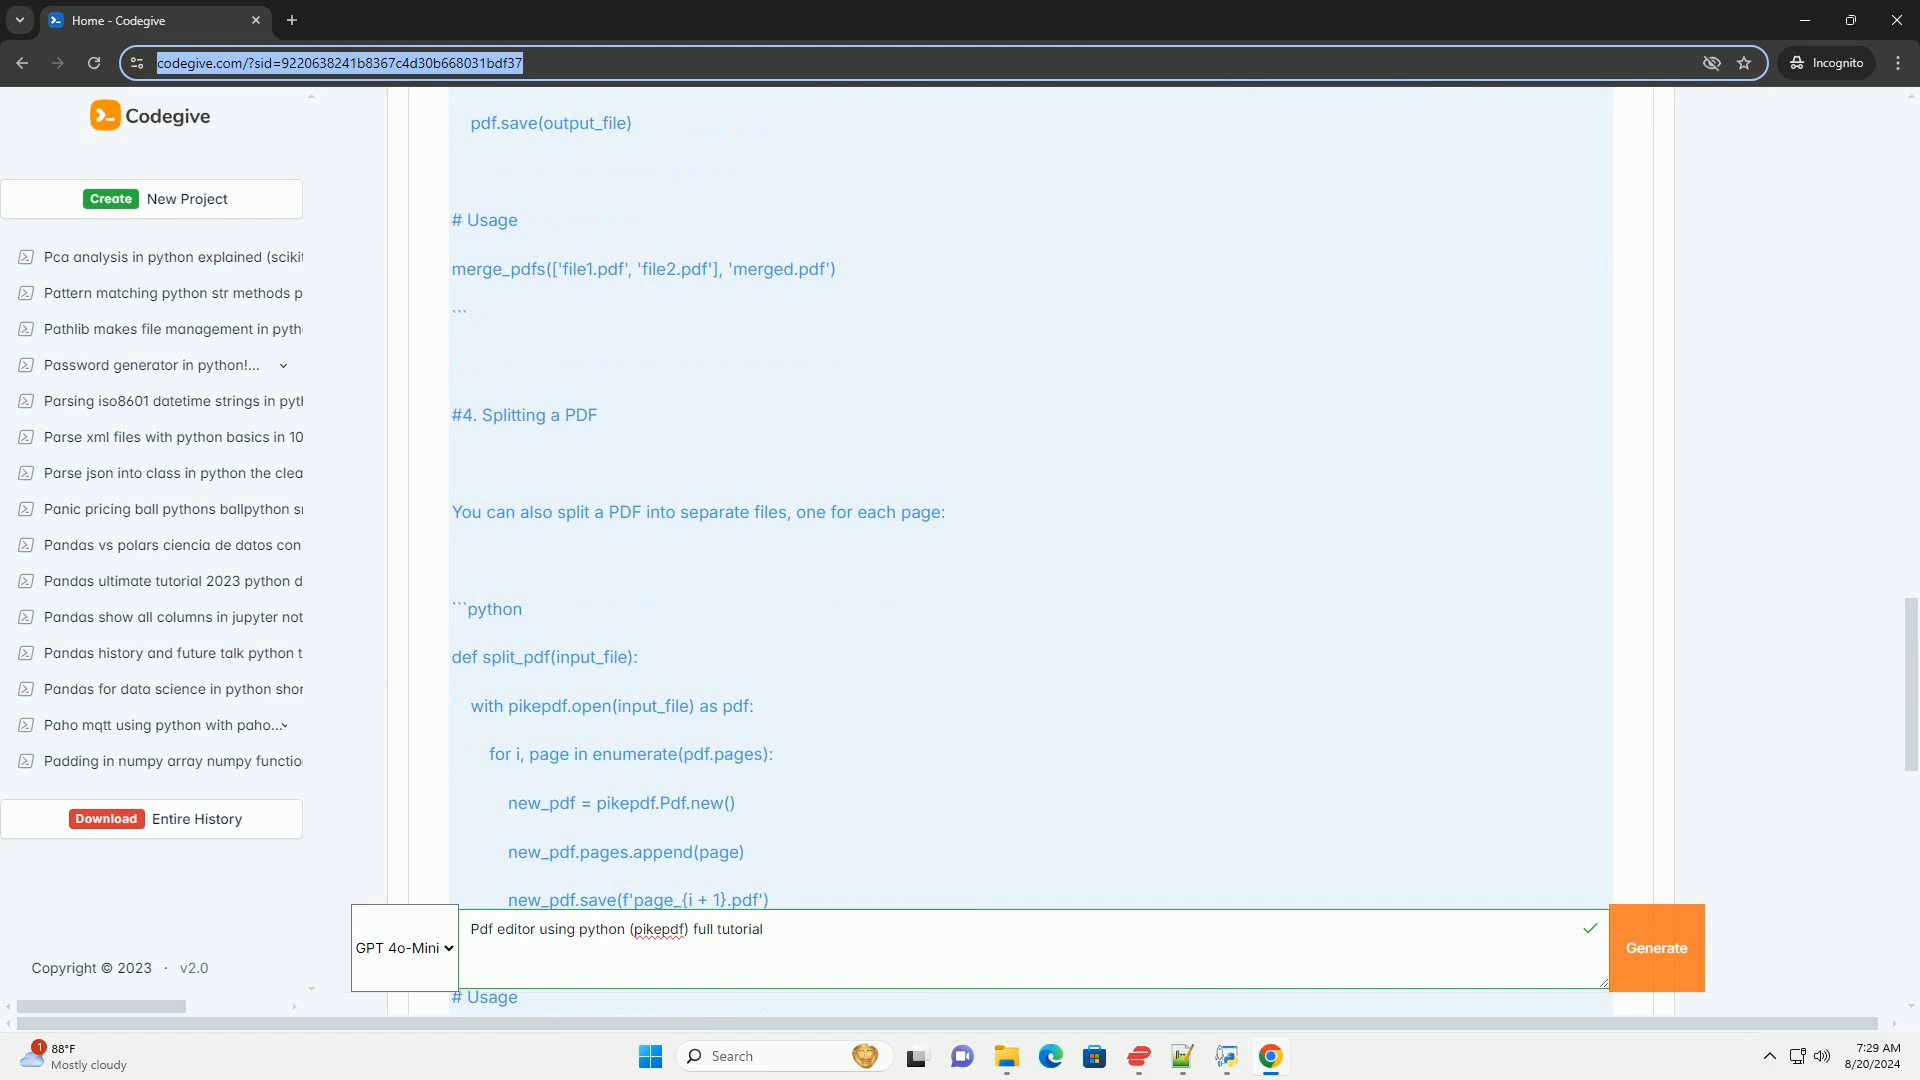 Home - Codegive
codegive.com/?sid=9220638241b8367c4d30b668031bdf37
Incognito
Codegive
Create New Project
Pca analysis in python explained (scikit
Pattern matching python str methods p
Pathlib makes file management in pyth
Password generator in python!...
Parsing iso8601 datetime strings in pyt
Parse xml files with python basics in 10
Parse json into class in python the clea
Panic pricing ball pythons ballpython s
Pandas vs polars ciencia de datos con
Pandas ultimate tutorial 2023 python d
Pandas show all columns in jupyter not
Pandas history and future talk python t
Pandas for data science in python shor
Paho mqtt using python with paho...
Padding in numpy array numpy functio
Download Entire History
Copyright © 2023 · v2.0
pdf.save(output_file)
# Usage
merge_pdfs(['file1.pdf', 'file2.pdf'], 'merged.pdf')
```
#4. Splitting a PDF
You can also split a PDF into separate files, one for each page:
```python
def split_pdf(input_file):
with pikepdf.open(input_file) as pdf:
for i, page in enumerate(pdf.pages):
new_pdf = pikepdf.Pdf.new()
new_pdf.pages.append(page)
new_pdf.save(f'page_{i + 1}.pdf')
GPT 4o-Mini
Pdf editor using python (pikepdf) full tutorial
Generate
# Usage
1
88°F
Mostly cloudy
Search
7:29 AM
8/20/2024